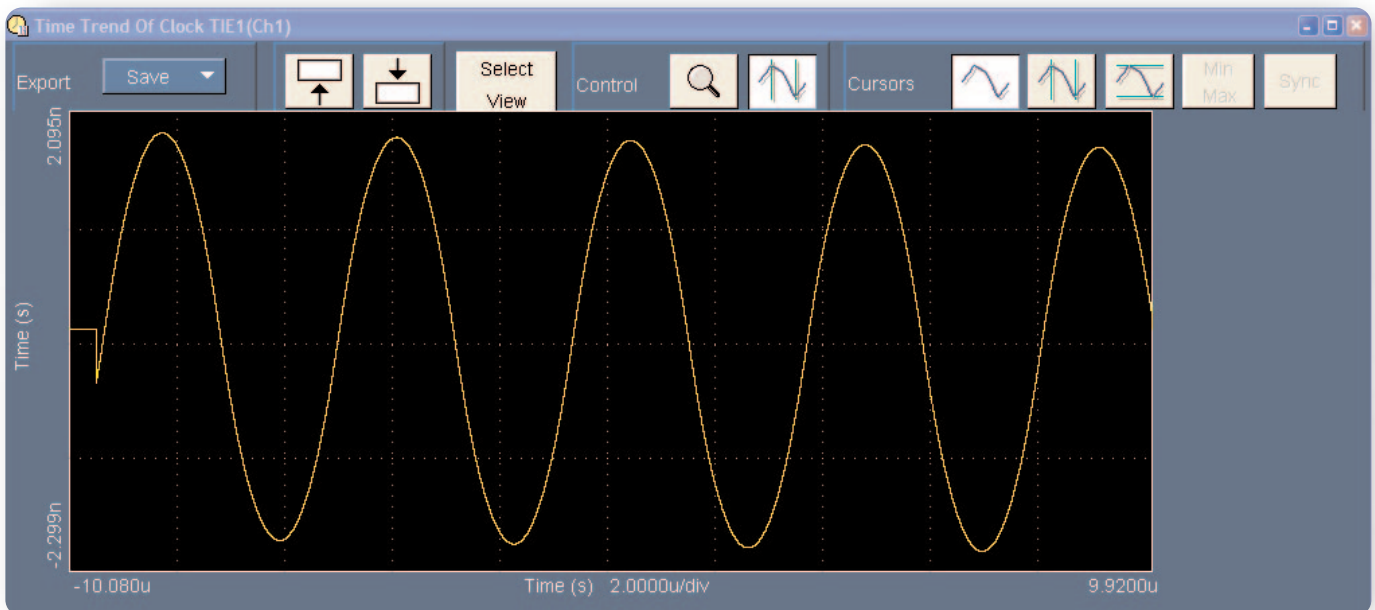 Time Trend Of Clock TIE1(Ch1)
Export
Save
Select
View
Control
Cursors
Min
Max
Sync
2.095n
Time (s)
-2.299n
-10.080u
Time (s) 2.0000u/div
9.9200u